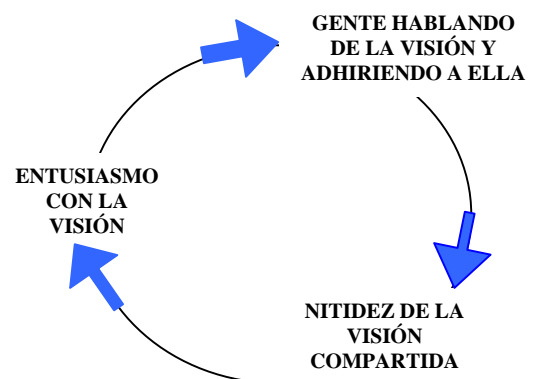 GENTE HABLANDO
DE LA VISIÓN Y
ADHIRIENDO A ELLA
ENTUSIASMO
CON LA
VISIÓN
NITIDEZ DE LA
VISIÓN
COMPARTIDA